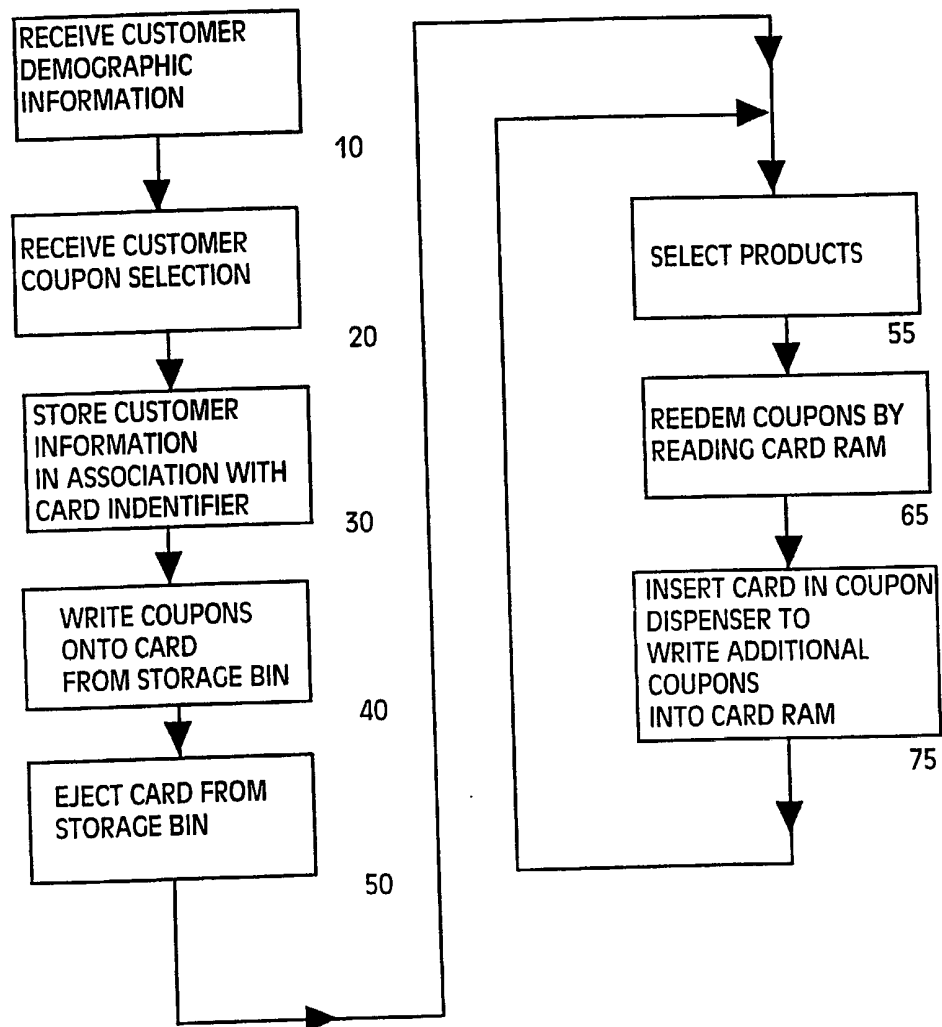 RECEIVE CUSTOMER
DEMOGRAPHIC
INFORMATION
10
RECEIVE CUSTOMER
COUPON SELECTION
20
STORE CUSTOMER
INFORMATION
IN ASSOCIATION WITH
CARD INDENTIFIER
30
WRITE COUPONS
ONTO CARD
FROM STORAGE BIN
40
EJECT CARD FROM
STORAGE BIN
50
SELECT PRODUCTS
55
REEDEM COUPONS BY
READING CARD RAM
65
INSERT CARD IN COUPON
DISPENSER TO
WRITE ADDITIONAL
COUPONS
INTO CARD RAM
75